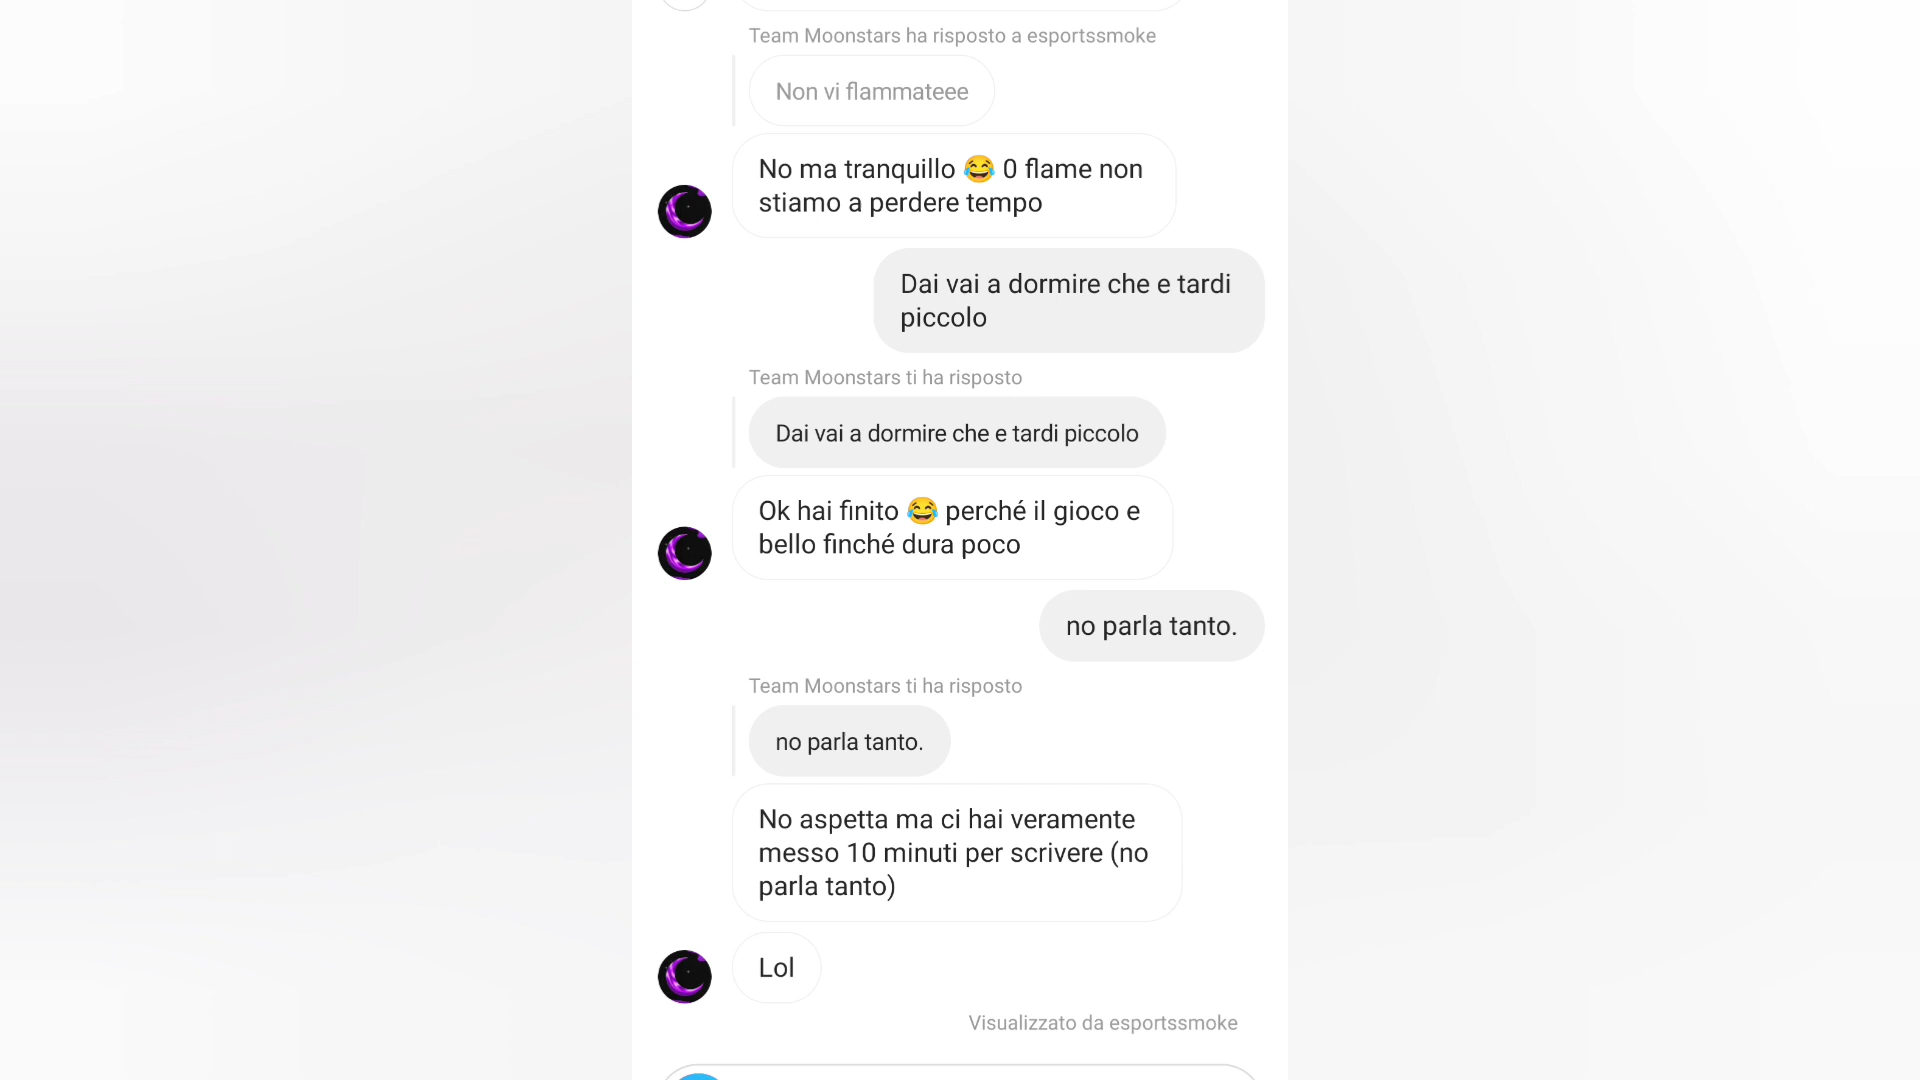 Team Moonstars ha risposto a esportssmoke
Non vi flammateee
No ma tranquillo 😂 0 flame non
stiamo a perdere tempo
Dai vai a dormire che e tardi
piccolo
Team Moonstars ti ha risposto
Dai vai a dormire che e tardi piccolo
Ok hai finito 😂 perché il gioco e
bello finché dura poco
no parla tanto.
Team Moonstars ti ha risposto
no parla tanto.
No aspetta ma ci hai veramente
messo 10 minuti per scrivere (no
parla tanto)
Lol
Visualizzato da esportssmoke